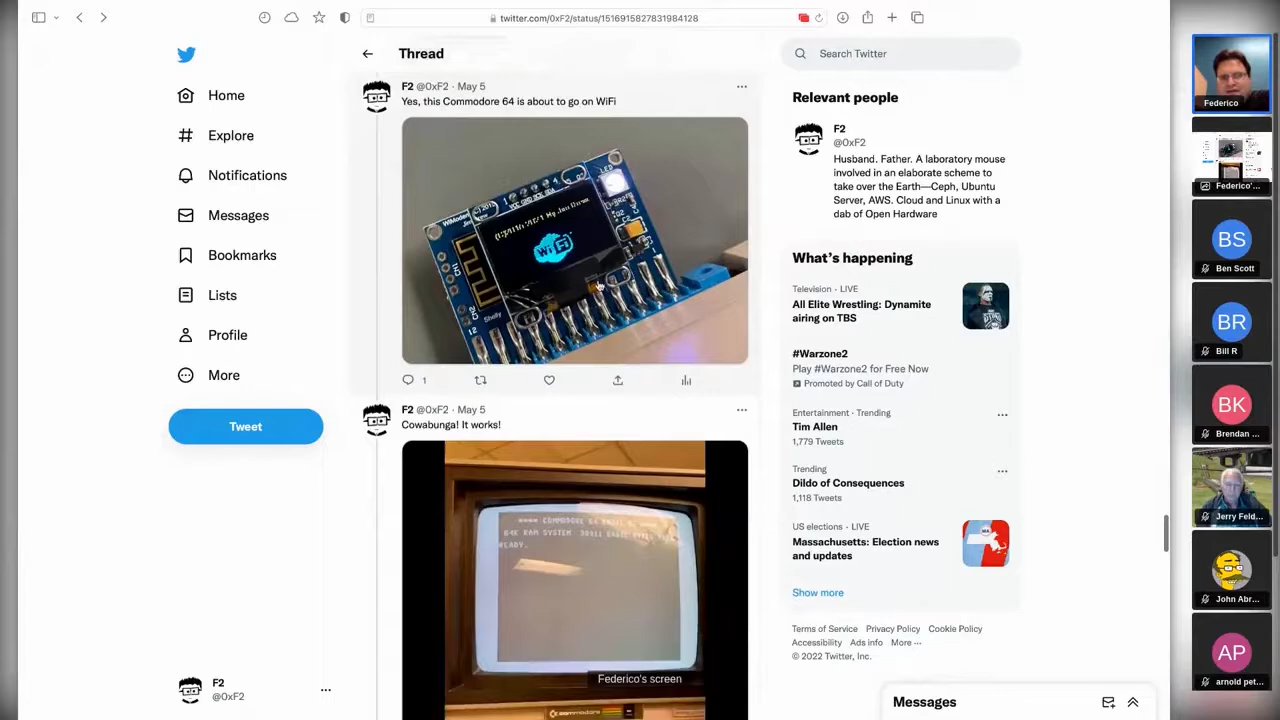 twitter.com/0xF2/status/1516915827831984128
Home
Explore
Notifications
Messages
Bookmarks
Lists
Profile
More
Tweet
F2
@0xF2
Thread
F2 @0xF2 · May 5
Yes, this Commodore 64 is about to go on WiFi
WiFi
Shelly
1
F2 @0xF2 · May 5
Cowabunga! It works!
READY.
commodore
Federico's screen
Search Twitter
Relevant people
F2
@0xF2
Husband. Father. A laboratory mouse
involved in an elaborate scheme to
take over the Earth—Ceph, Ubuntu
Server, AWS. Cloud and Linux with a
dab of Open Hardware
What's happening
Television · LIVE
All Elite Wrestling: Dynamite
airing on TBS
#Warzone2
Play #Warzone2 for Free Now
Promoted by Call of Duty
Entertainment · Trending
Tim Allen
1,779 Tweets
Trending
Dildo of Consequences
1,118 Tweets
US elections · LIVE
Massachusetts: Election news
and updates
Show more
Terms of Service Privacy Policy Cookie Policy
Accessibility Ads info More ···
© 2022 Twitter, Inc.
Messages
Federico
Federico'...
BS
Ben Scott
BR
Bill R
BK
Brendan ...
Jerry Feld...
John Abr...
AP
arnold pet...